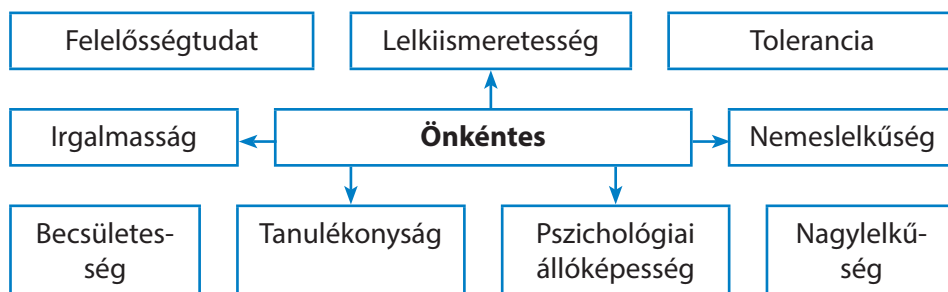 Felelősségtudat
Lelkiismeretesség
Tolerancia
Irgalmasság
Önkéntes
Nemeslelkűség
Becsületes-
ség
Tanulékonyság
Pszichológiai
állóképesség
Nagylelkű-
ség